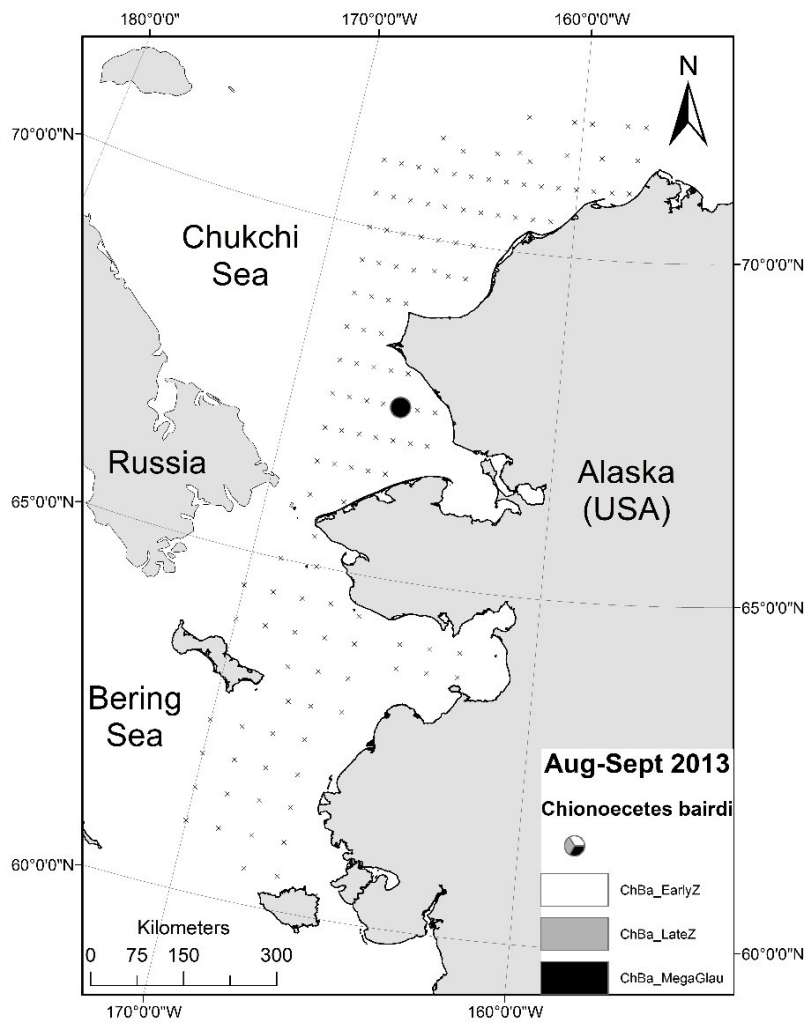 180°0'0"W
170°0'0"W
160°0'0"W
N
70°0'0"N
Chukchi
Sea
70°0'0"N
Russia
Alaska
(USA)
65°0'0"N
65°0'0"N
Bering
Sea
Aug-Sept 2013
Chionoecetes bairdi
60°0'0"N
ChBa_EarlyZ
Kilometers
ChBa_LateZ
0 75 150 300
60°0'0"N
ChBa_MegaGlau
170°0'0"W
160°0'0"W